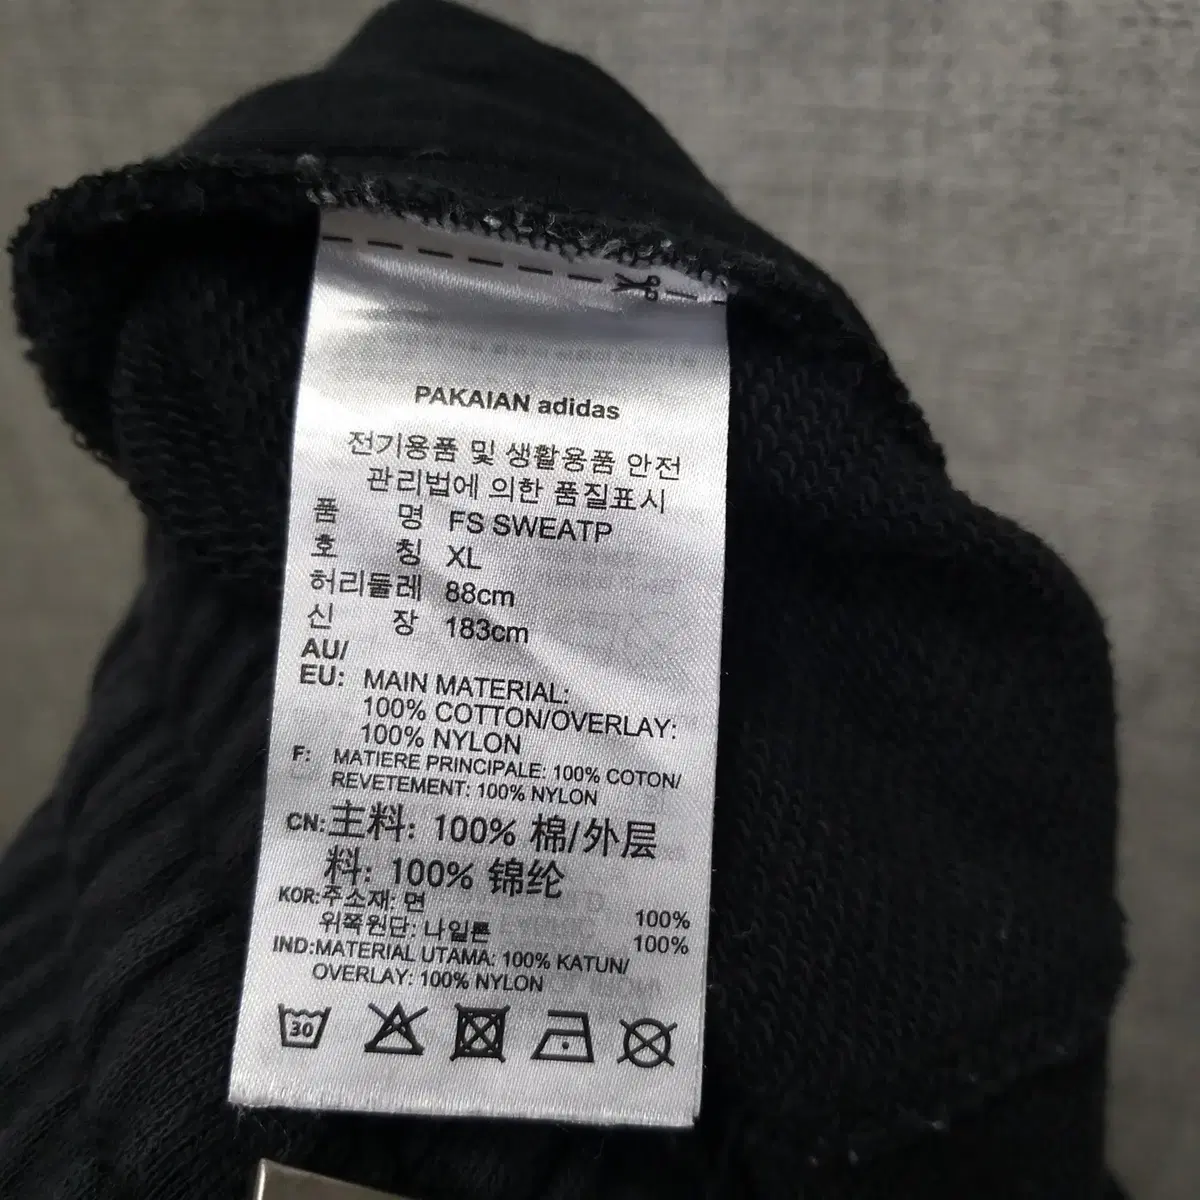 PAKAIAN adidas
전기용품 및 생활용품 안전
관리법에 의한 품질표시
품 명 FS SWEATP
호 칭 XL
허리둘레 88cm
신 장 183cm
AU/
EU: MAIN MATERIAL:
100% COTTON/OVERLAY:
100% NYLON
F: MATIERE PRINCIPALE: 100% COTON/
REVETEMENT: 100% NYLON
CN:主料: 100% 棉/外层
料: 100% 锦纶
KOR:주소재: 면 100%
위쪽원단: 나일론 100%
IND:MATERIAL UTAMA: 100% KATUN/
OVERLAY: 100% NYLON
30